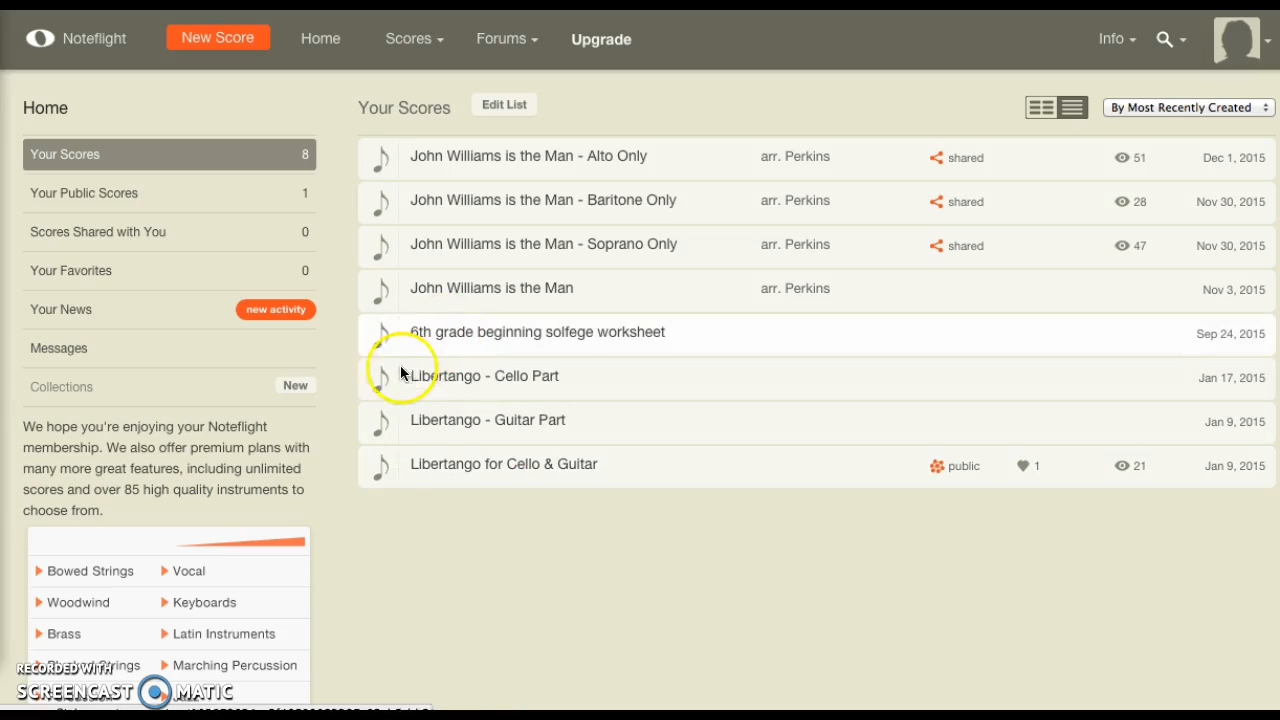 Noteflight New Score Home Scores Forums Upgrade Info
Home
Your Scores 8
Your Public Scores 1
Scores Shared with You 0
Your Favorites 0
Your News new activity
Messages
Collections New
We hope you're enjoying your Noteflight
membership. We also offer premium plans with
many more great features, including unlimited
scores and over 85 high quality instruments to
choose from.
Bowed Strings Vocal
Woodwind Keyboards
Brass Latin Instruments
Strings Marching Percussion
RECORDED WITH
SCREENCAST MATIC
Your Scores Edit List By Most Recently Created
John Williams is the Man - Alto Only arr. Perkins shared 51 Dec 1, 2015
John Williams is the Man - Baritone Only arr. Perkins shared 28 Nov 30, 2015
John Williams is the Man - Soprano Only arr. Perkins shared 47 Nov 30, 2015
John Williams is the Man arr. Perkins Nov 3, 2015
6th grade beginning solfege worksheet Sep 24, 2015
Libertango - Cello Part Jan 17, 2015
Libertango - Guitar Part Jan 9, 2015
Libertango for Cello & Guitar public 1 21 Jan 9, 2015